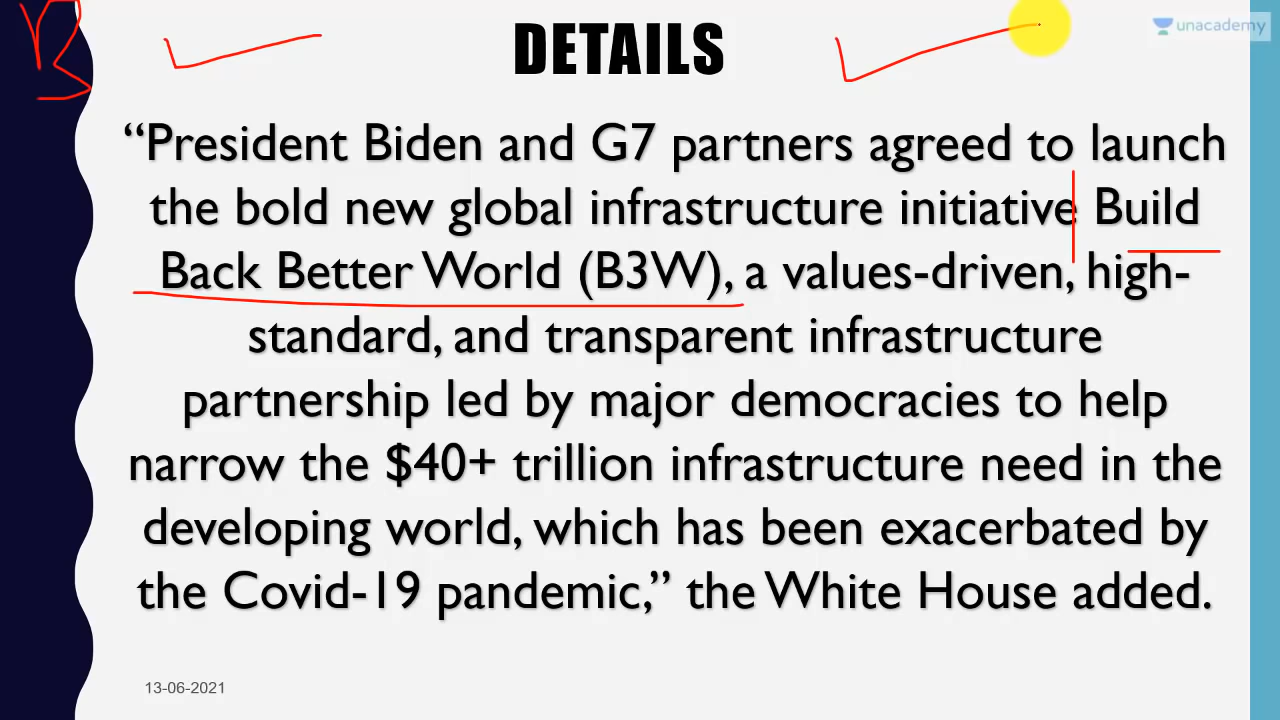 unacademy
DETAILS
“President Biden and G7 partners agreed to launch
the bold new global infrastructure initiative Build
Back Better World (B3W), a values-driven, high-
standard, and transparent infrastructure
partnership led by major democracies to help
narrow the $40+ trillion infrastructure need in the
developing world, which has been exacerbated by
the Covid-19 pandemic,” the White House added.
13-06-2021